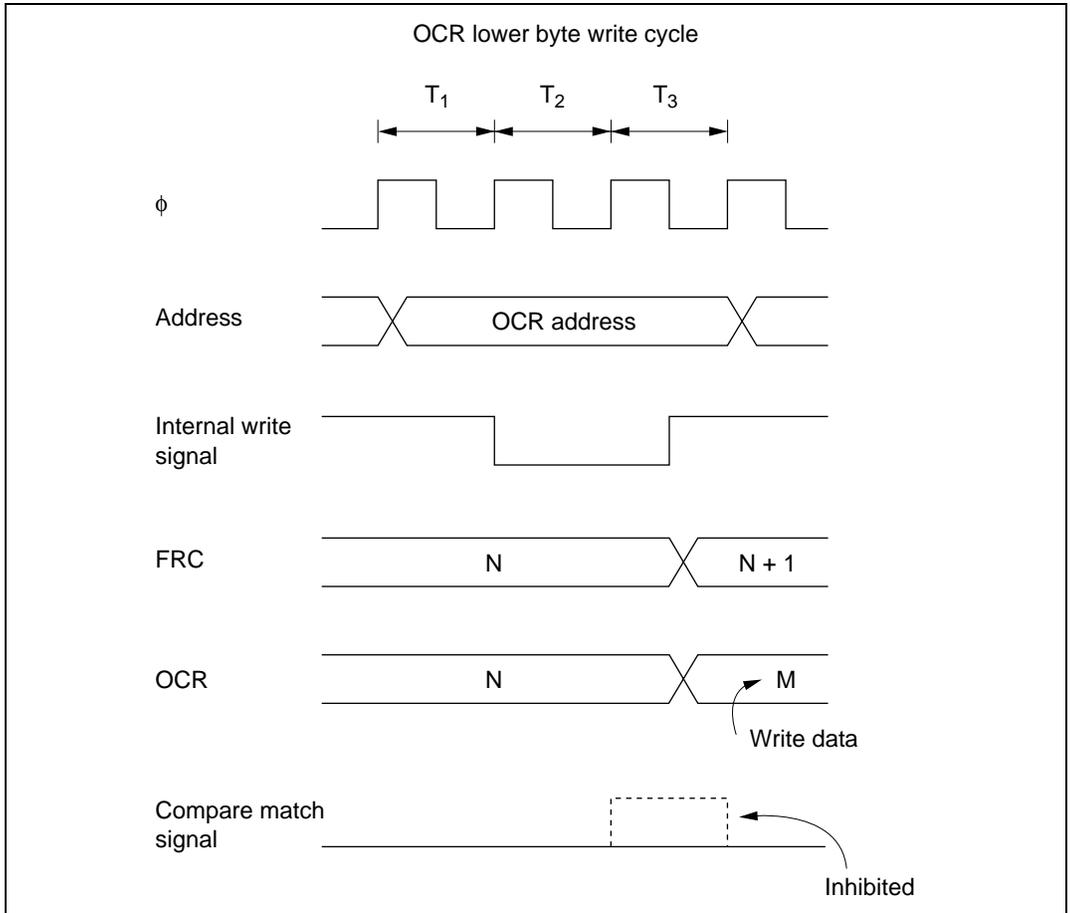 OCR lower byte write cycle
T₁ T₂ T₃
ϕ
Address
OCR address
Internal write
signal
FRC
N
N + 1
OCR
N
M
Write data
Compare match
signal
Inhibited